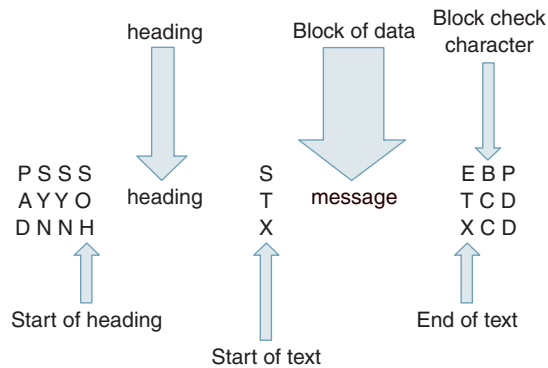 heading
Block of data
Block check
character
P S S S
S
E B P
A Y Y O
heading
T
message
T C D
D N N H
X
X C D
Start of heading
End of text
Start of text